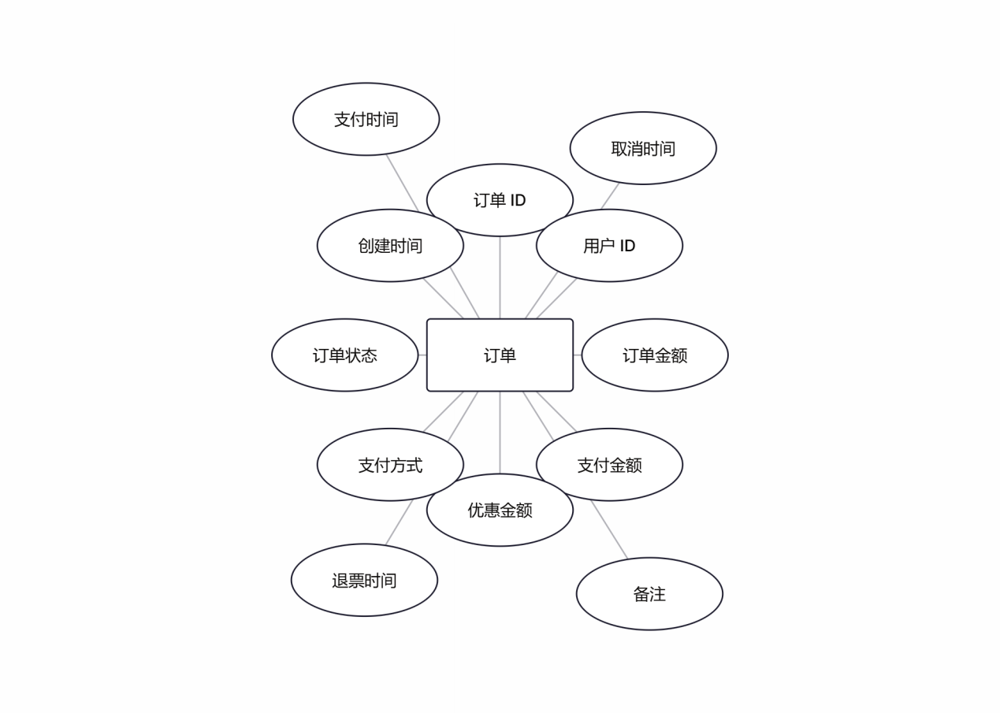 支付时间
取消时间
订单 ID
创建时间
用户 ID
订单状态
订单
订单金额
支付方式
支付金额
优惠金额
退票时间
备注